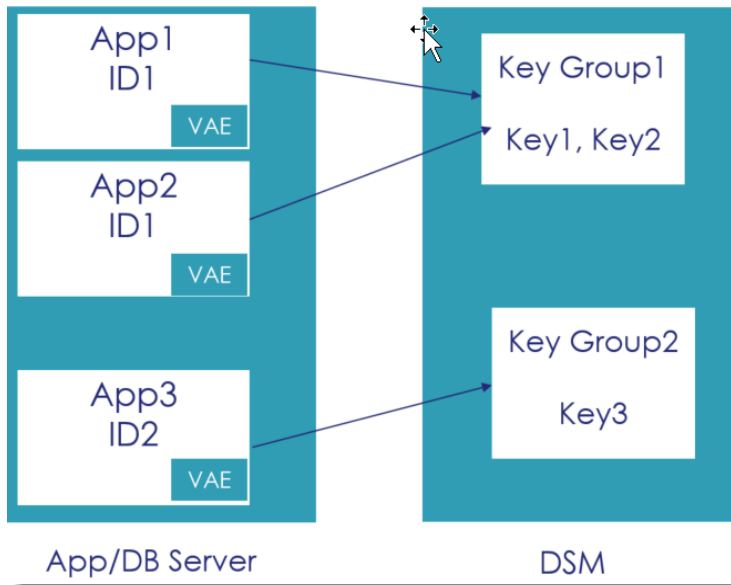 App1
ID1
VAE
App2
ID1
VAE
App3
ID2
VAE
App/DB Server
Key Group1
Key1, Key2
Key Group2
Key3
DSM